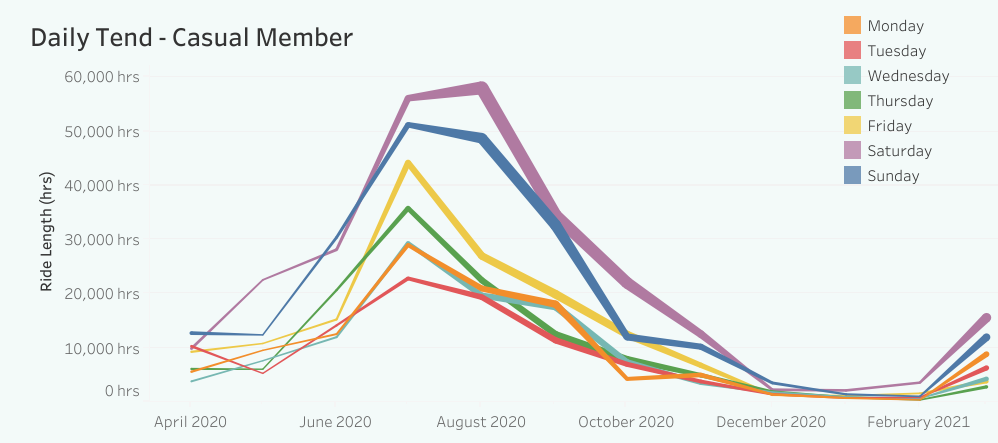 Daily Tend - Casual Member
Monday
Tuesday
Wednesday
Thursday
Friday
Saturday
Sunday
Ride Length (hrs)
60,000 hrs
50,000 hrs
40,000 hrs
30,000 hrs
20,000 hrs
10,000 hrs
0 hrs
April 2020
June 2020
August 2020
October 2020
December 2020
February 2021